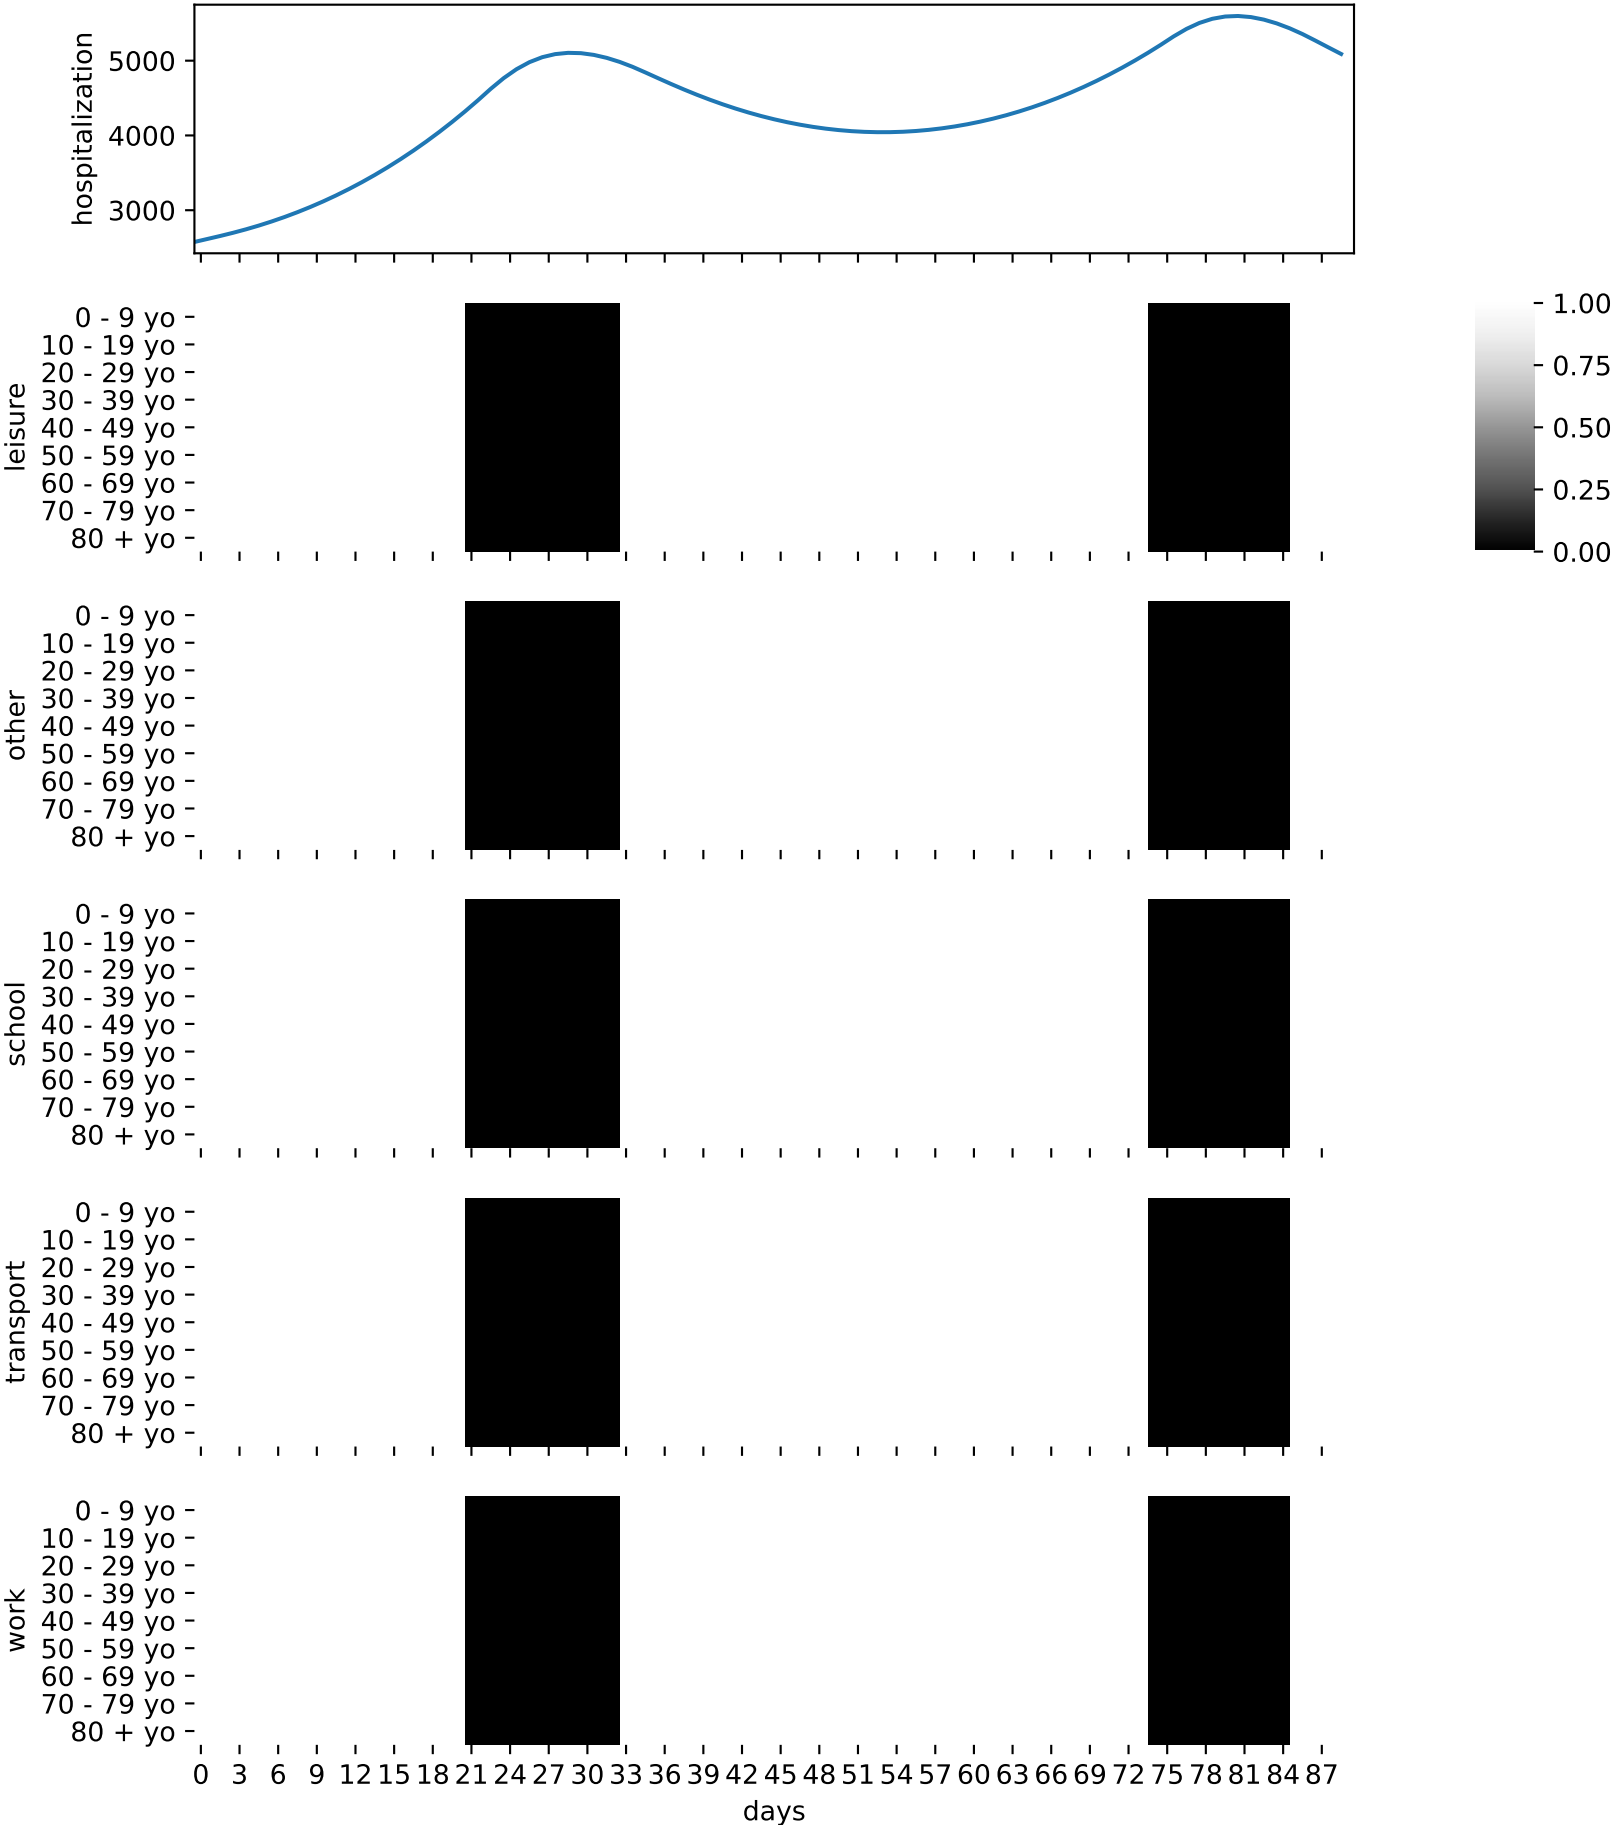 hospitalization
5000
4000
3000
leisure
0 - 9 yo
10 - 19 yo
20 - 29 yo
30 - 39 yo
40 - 49 yo
50 - 59 yo
60 - 69 yo
70 - 79 yo
80 + yo
1.00
0.75
0.50
0.25
0.00
other
0 - 9 yo
10 - 19 yo
20 - 29 yo
30 - 39 yo
40 - 49 yo
50 - 59 yo
60 - 69 yo
70 - 79 yo
80 + yo
school
0 - 9 yo
10 - 19 yo
20 - 29 yo
30 - 39 yo
40 - 49 yo
50 - 59 yo
60 - 69 yo
70 - 79 yo
80 + yo
transport
0 - 9 yo
10 - 19 yo
20 - 29 yo
30 - 39 yo
40 - 49 yo
50 - 59 yo
60 - 69 yo
70 - 79 yo
80 + yo
work
0 - 9 yo
10 - 19 yo
20 - 29 yo
30 - 39 yo
40 - 49 yo
50 - 59 yo
60 - 69 yo
70 - 79 yo
80 + yo
0 3 6 9 12 15 18 21 24 27 30 33 36 39 42 45 48 51 54 57 60 63 66 69 72 75 78 81 84 87
days